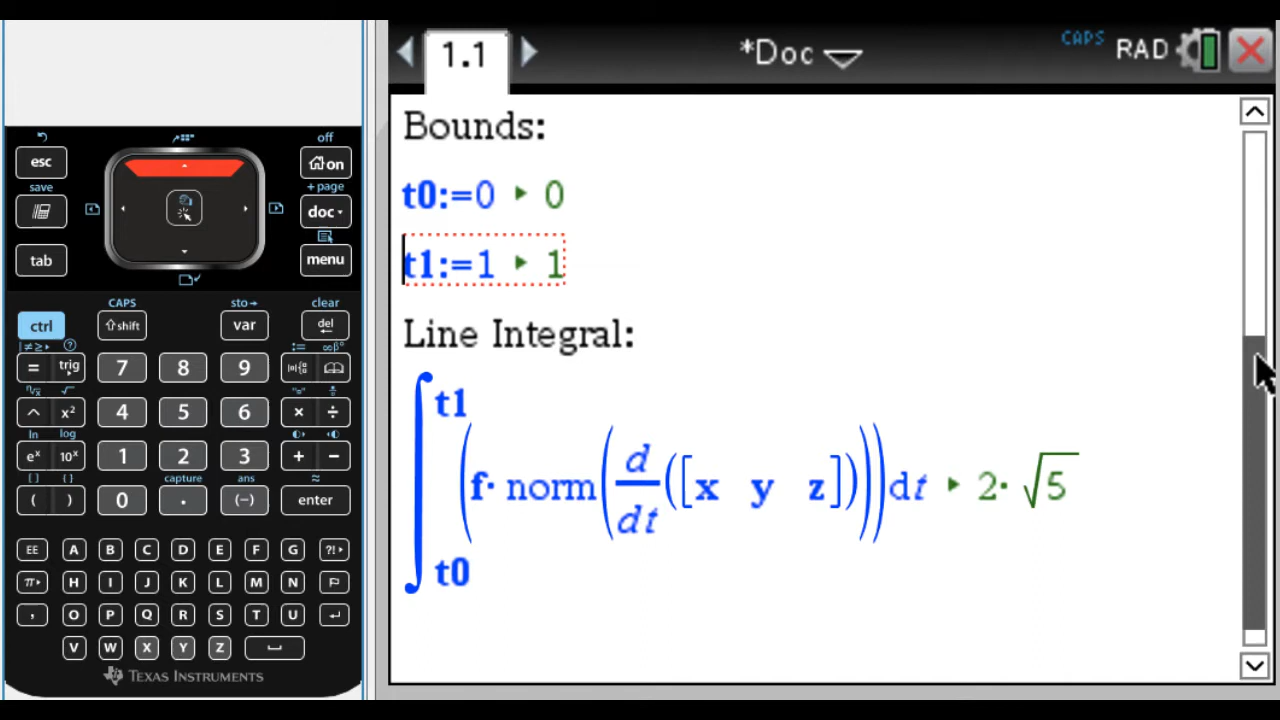 1.1 *Doc CAPS RAD
Bounds:
t0:=0 ▸ 0
t1:=1 ▸ 1
Line Integral:
∫ t1 t0 (f· norm(d/dt([x y z])))dt ▸ 2·√5
off
esc
on
save
+ page
doc
tab
menu
CAPS sto→ clear
ctrl shift var del
|≠≥▸ := ∞β°
= trig 7 8 9
ⁿ√x √
^ x² 4 5 6 × ÷
ln log
eˣ 10ˣ 1 2 3 + −
[ ] { } capture ans ≈
( ) 0 . (−) enter
EE A B C D E F G ?!▸
π▸ H I J K L M N
, O P Q R S T U ↵
V W X Y Z
TEXAS INSTRUMENTS